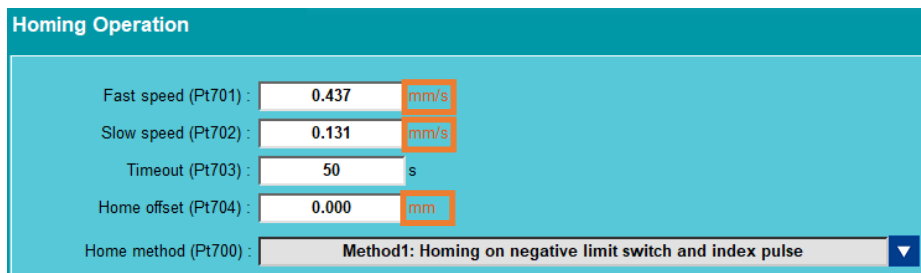 Homing Operation
Fast speed (Pt701) : 0.437 mm/s
Slow speed (Pt702) : 0.131 mm/s
Timeout (Pt703) : 50 s
Home offset (Pt704) : 0.000 mm
Home method (Pt700) : Method1: Homing on negative limit switch and index pulse